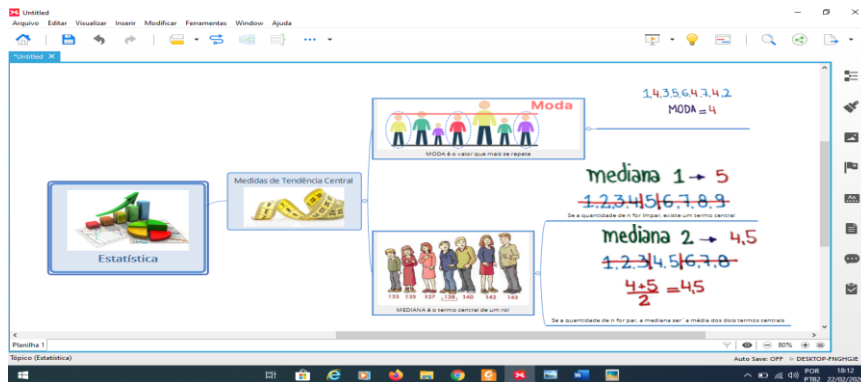 Untitled
Arquivo Editar Visualizar Inserir Modificar Ferramentas Window Ajuda
*Untitled
Estatística
Medidas de Tendência Central
Moda
MODA é o valor que mais se repete
1,4,3,5,6,4,7,4,2
MODA = 4
133 135 137 138 140 143 145
MEDIANA é o termo central de um rol
mediana 1 → 5
1,2,3,4|5|6,7,8,9
Se a quantidade de n for ímpar, existe um termo central
mediana 2 → 4,5
1,2,3|4,5|6,7,8
4+5
2
=4,5
Se a quantidade de n for par, a mediana ser´a média dos dois termos centrais
Planilha 1
80%
Tópico (Estatística)
Auto Save: OFF
DESKTOP-FNGHGJE
POR
PTB2
18:12